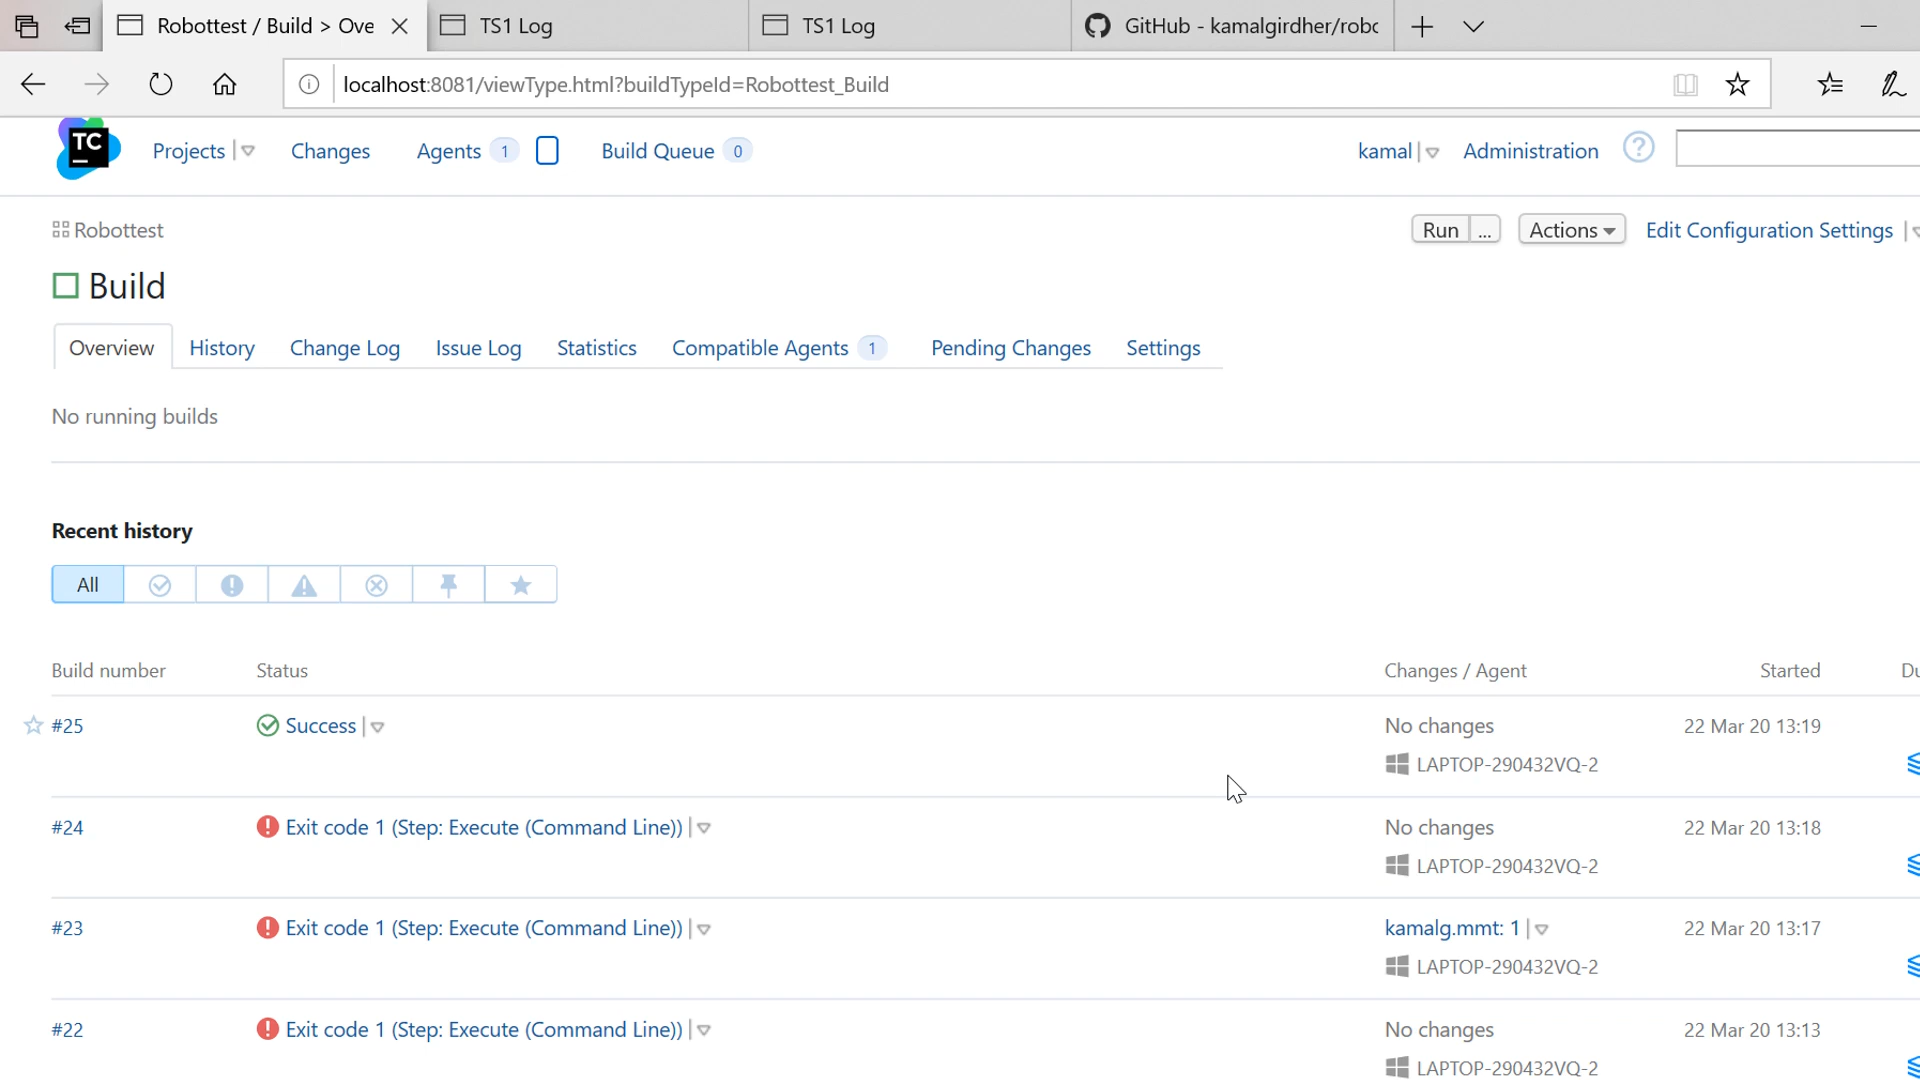 Robottest / Build > Ove
TS1 Log
TS1 Log
GitHub - kamalgirdher/robc
localhost:8081/viewType.html?buildTypeId=Robottest_Build
TC
Projects
Changes
Agents 1
Build Queue 0
kamal
Administration
?
Robottest
Run ...
Actions
Edit Configuration Settings
Build
Overview
History
Change Log
Issue Log
Statistics
Compatible Agents 1
Pending Changes
Settings
No running builds
Recent history
All
Build number Status Changes / Agent Started Du
#25 Success No changes 22 Mar 20 13:19
LAPTOP-290432VQ-2
#24 Exit code 1 (Step: Execute (Command Line)) No changes 22 Mar 20 13:18
LAPTOP-290432VQ-2
#23 Exit code 1 (Step: Execute (Command Line)) kamalg.mmt: 1 22 Mar 20 13:17
LAPTOP-290432VQ-2
#22 Exit code 1 (Step: Execute (Command Line)) No changes 22 Mar 20 13:13
LAPTOP-290432VQ-2